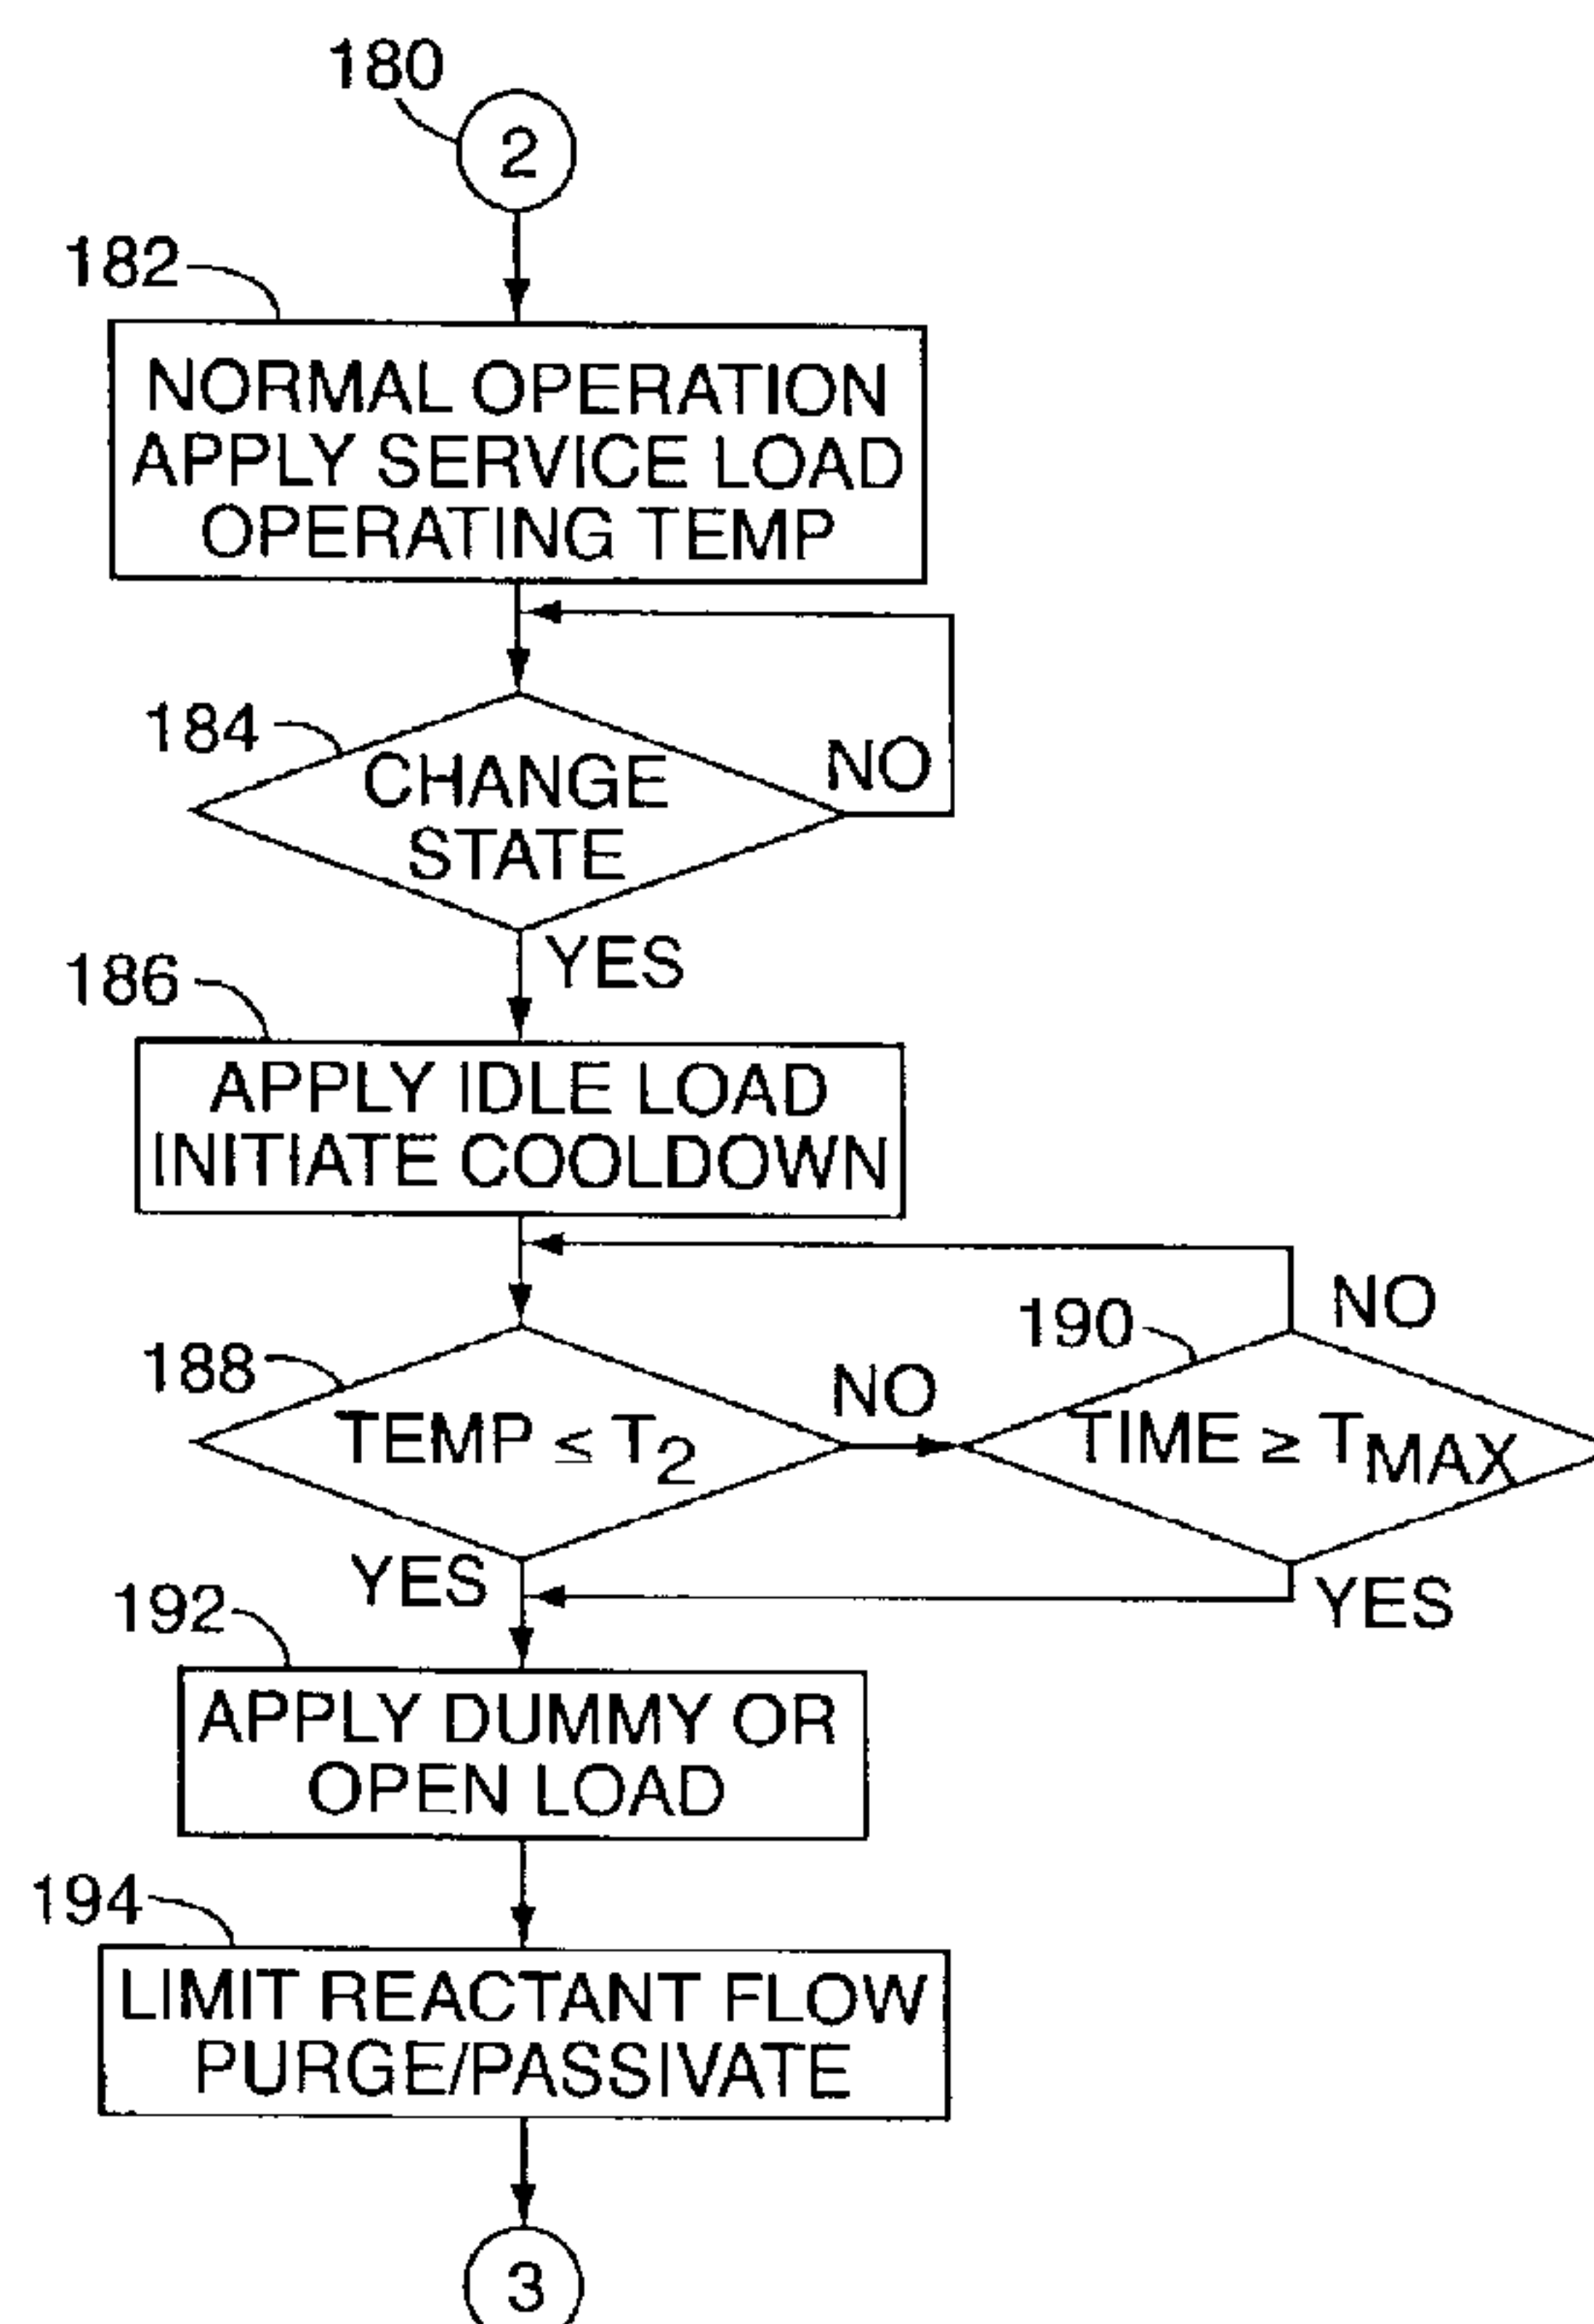 180
2
182
NORMAL OPERATION
APPLY SERVICE LOAD
OPERATING TEMP
184
CHANGE
STATE
NO
YES
186
APPLY IDLE LOAD
INITIATE COOLDOWN
188
TEMP ≤ T2
NO
190
TIME ≥ TMAX
NO
YES
YES
192
APPLY DUMMY OR
OPEN LOAD
194
LIMIT REACTANT FLOW
PURGE/PASSIVATE
3